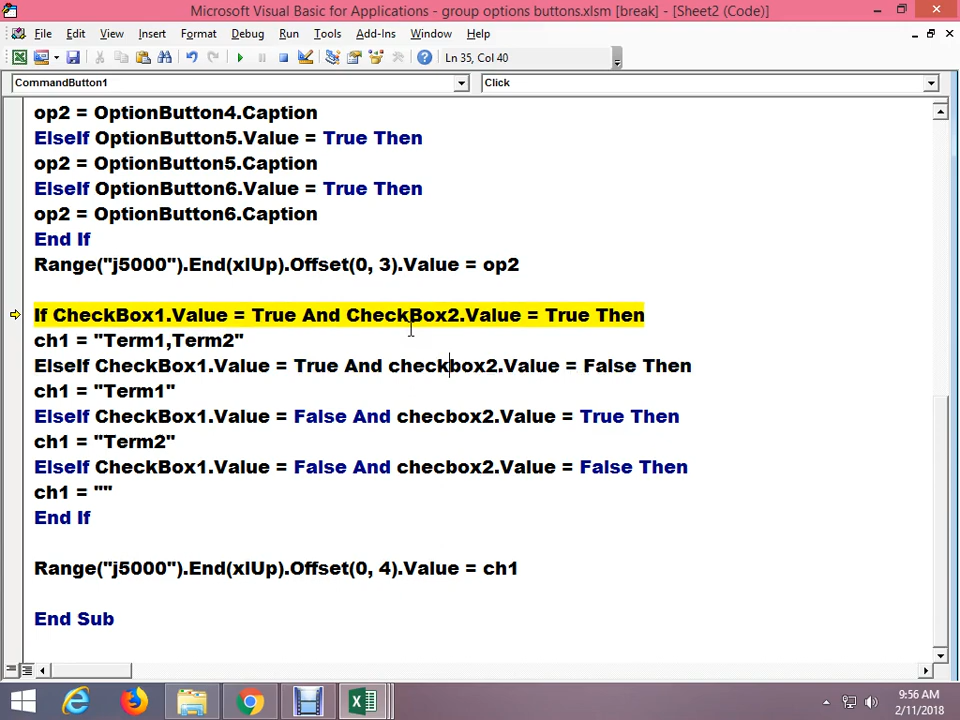 Microsoft Visual Basic for Applications - group options buttons.xlsm [break] - [Sheet2 (Code)]
File Edit View Insert Format Debug Run Tools Add-Ins Window Help
Ln 35, Col 40
CommandButton1 Click
op2 = OptionButton4.Caption
ElseIf OptionButton5.Value = True Then
op2 = OptionButton5.Caption
ElseIf OptionButton6.Value = True Then
op2 = OptionButton6.Caption
End If
Range("j5000").End(xlUp).Offset(0, 3).Value = op2
If CheckBox1.Value = True And CheckBox2.Value = True Then
ch1 = "Term1,Term2"
ElseIf CheckBox1.Value = True And checkbox2.Value = False Then
ch1 = "Term1"
ElseIf CheckBox1.Value = False And checbox2.Value = True Then
ch1 = "Term2"
ElseIf CheckBox1.Value = False And checbox2.Value = False Then
ch1 = ""
End If
Range("j5000").End(xlUp).Offset(0, 4).Value = ch1
End Sub
9:56 AM
2/11/2018